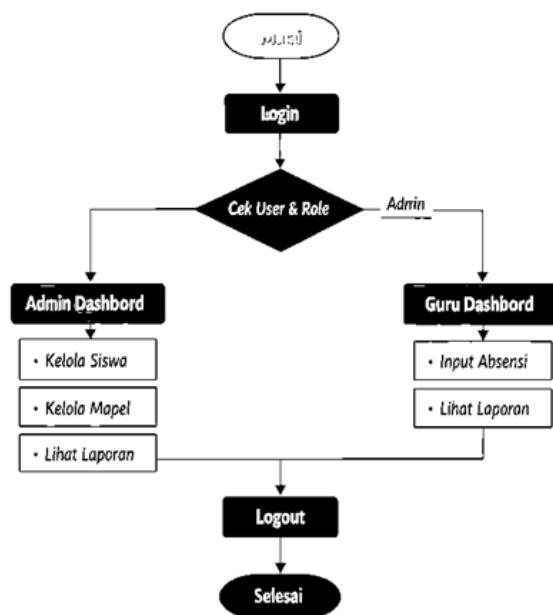 Login
Cek User & Role
Admin
Admin Dashbord
Guru Dashbord
• Kelola Siswa
• Kelola Mapel
• Lihat Laporan
• Input Absensi
• Lihat Laporan
Logout
Selesai